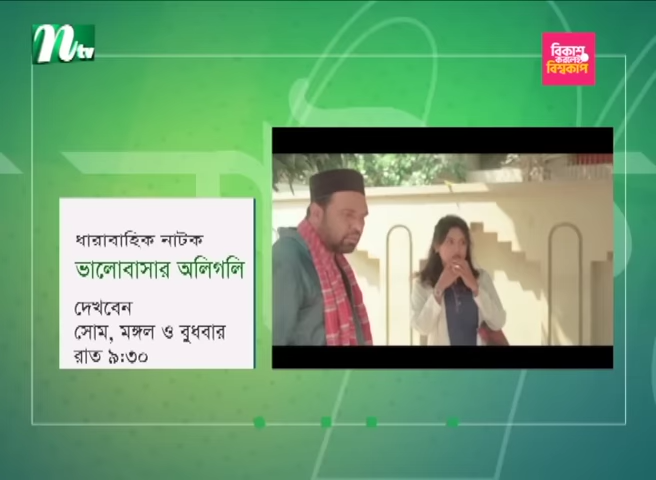 ntv
বিকাশ
করলেই
বিশ্বকাপ
ধারাবাহিক নাটক
ভালোবাসার অলিগলি
দেখবেন
সোম, মঙ্গল ও বুধবার
রাত ৯:৩০